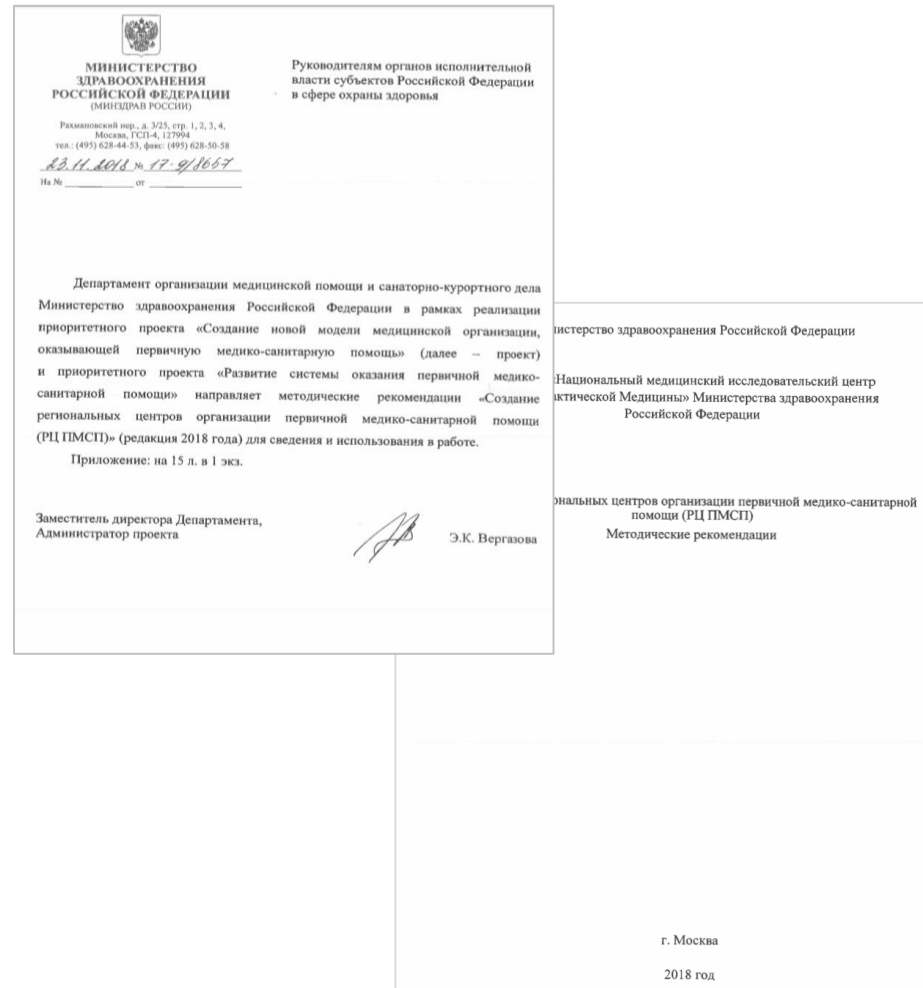 МИНИСТЕРСТВО
ЗДРАВООХРАНЕНИЯ
РОССИЙСКОЙ ФЕДЕРАЦИИ
(МИНЗДРАВ РОССИИ)
Рахмановский пер., д. 3/25, стр. 1, 2, 3, 4,
Москва, ГСП-4, 127994
тел.: (495) 628-44-53, факс: (495) 628-50-58
23.11.2018 № 17-9/8657
На № ____________ от ________________
Руководителям органов исполнительной
власти субъектов Российской Федерации
в сфере охраны здоровья
Департамент организации медицинской помощи и санаторно-курортного дела
Министерство здравоохранения Российской Федерации в рамках реализации
приоритетного проекта «Создание новой модели медицинской организации,
оказывающей первичную медико-санитарную помощь» (далее – проект)
и приоритетного проекта «Развитие системы оказания первичной медико-
санитарной помощи» направляет методические рекомендации «Создание
региональных центров организации первичной медико-санитарной помощи
(РЦ ПМСП)» (редакция 2018 года) для сведения и использования в работе.
Приложение: на 15 л. в 1 экз.
Заместитель директора Департамента,
Администратор проекта
Э.К. Вергазова
истерство здравоохранения Российской Федерации
«Национальный медицинский исследовательский центр
ктической Медицины» Министерства здравоохранения
Российской Федерации
ональных центров организации первичной медико-санитарной
помощи (РЦ ПМСП)
Методические рекомендации
г. Москва
2018 год